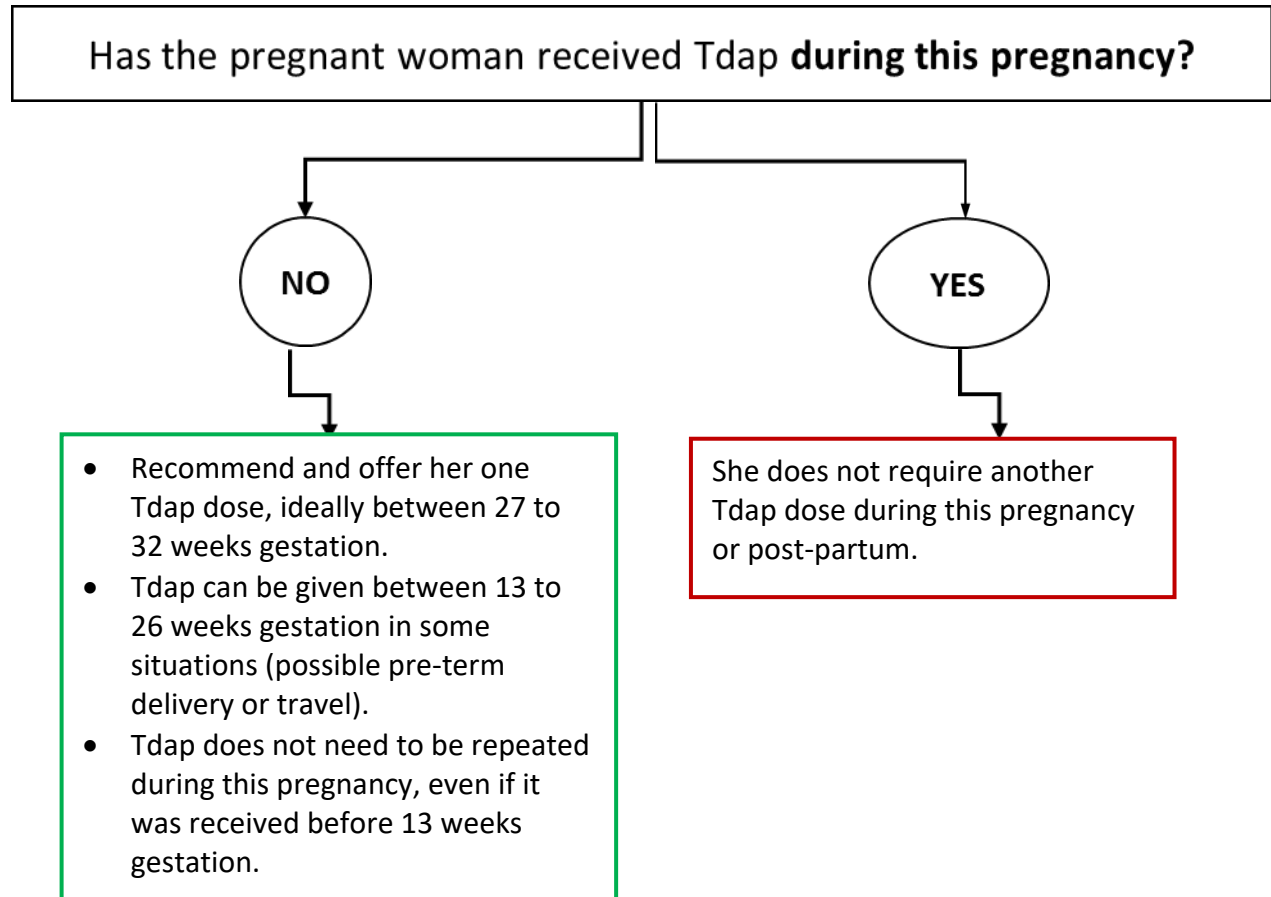 Has the pregnant woman received Tdap during this pregnancy?
NO
YES
• Recommend and offer her one
Tdap dose, ideally between 27 to
32 weeks gestation.
• Tdap can be given between 13 to
26 weeks gestation in some
situations (possible pre-term
delivery or travel).
• Tdap does not need to be repeated
during this pregnancy, even if it
was received before 13 weeks
gestation.
She does not require another
Tdap dose during this pregnancy
or post-partum.